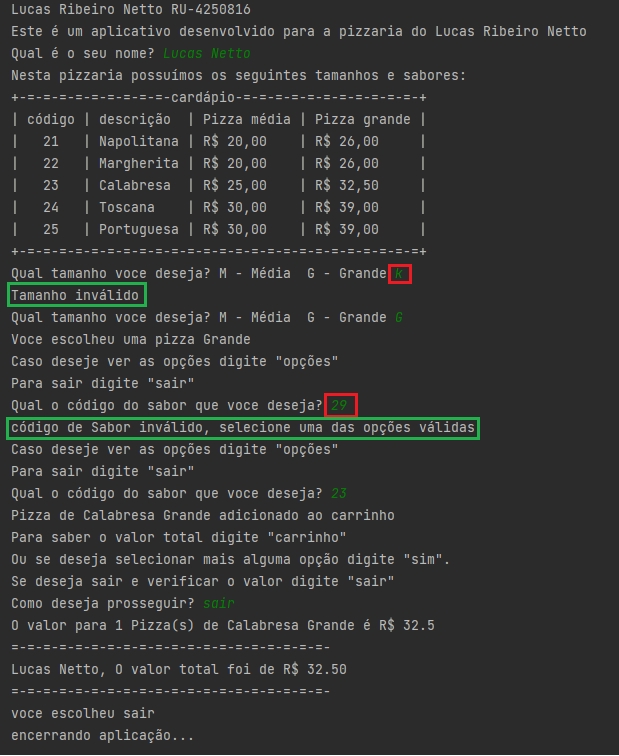 Lucas Ribeiro Netto RU-4250816
Este é um aplicativo desenvolvido para a pizzaria do Lucas Ribeiro Netto
Qual é o seu nome? Lucas Netto
Nesta pizzaria possuímos os seguintes tamanhos e sabores:
+-=-=-=-=-=-=-=-=-=-cardápio-=-=-=-=-=-=-=-=-=-=-=-+
| código | descrição  | Pizza média | Pizza grande |
|   21   | Napolitana | R$ 20,00    | R$ 26,00     |
|   22   | Margherita | R$ 20,00    | R$ 26,00     |
|   23   | Calabresa  | R$ 25,00    | R$ 32,50     |
|   24   | Toscana    | R$ 30,00    | R$ 39,00     |
|   25   | Portuguesa | R$ 30,00    | R$ 39,00     |
+-=-=-=-=-=-=-=-=-=-=-=-=-=-=-=-=-=-=-=-=-=-=-=-=-=+
Qual tamanho voce deseja? M - Média  G - Grande k
Tamanho inválido
Qual tamanho voce deseja? M - Média  G - Grande G
Voce escolheu uma pizza Grande
Caso deseje ver as opções digite "opções"
Para sair digite "sair"
Qual o código do sabor que voce deseja? 29
código de Sabor inválido, selecione uma das opções válidas
Caso deseje ver as opções digite "opções"
Para sair digite "sair"
Qual o código do sabor que voce deseja? 23
Pizza de Calabresa Grande adicionado ao carrinho
Para saber o valor total digite "carrinho"
Ou se deseja selecionar mais alguma opção digite "sim".
Se deseja sair e verificar o valor digite "sair"
Como deseja prosseguir? sair
O valor para 1 Pizza(s) de Calabresa Grande é R$ 32.5
=-=-=-=-=-=-=-=-=-=-=-=-=-=-=-=-=-=-=-=-
Lucas Netto, O valor total foi de R$ 32.50
=-=-=-=-=-=-=-=-=-=-=-=-=-=-=-=-=-=-=-=-
voce escolheu sair
encerrando aplicação...